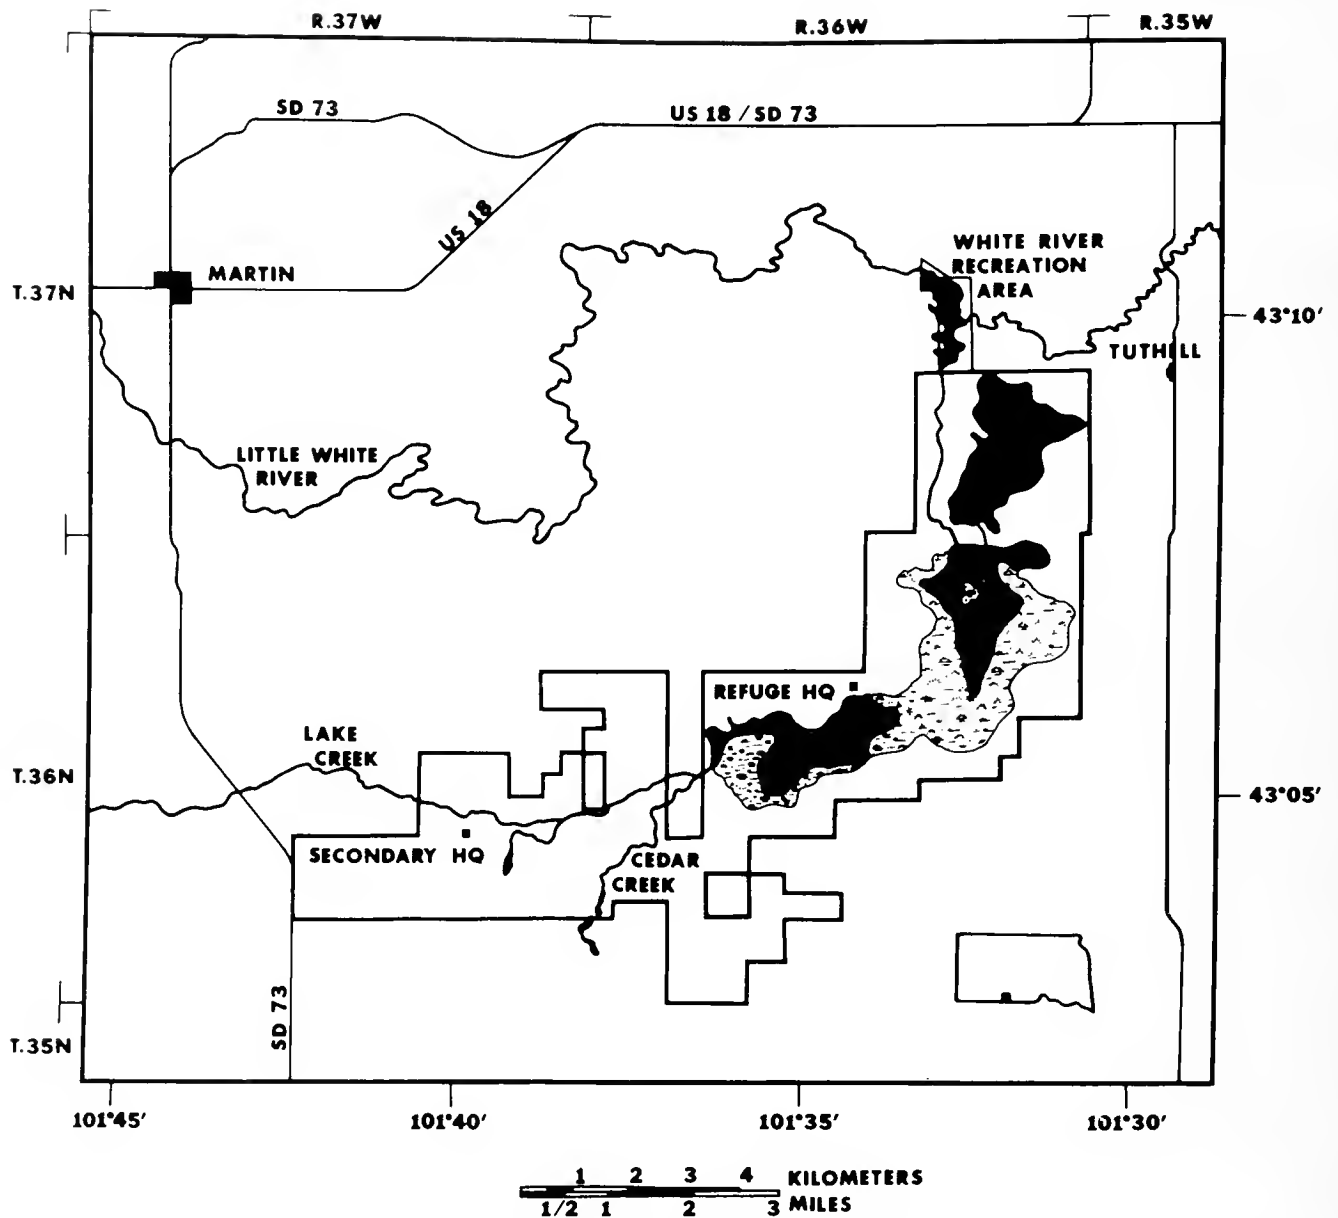 R.37W
R.36W
R.35W
SD 73
US 18 / SD 73
US 18
WHITE RIVER
RECREATION
AREA
MARTIN
T.37N
43°10'
TUTHILL
LITTLE WHITE
RIVER
REFUGE HQ
LAKE
CREEK
T.36N
43°05'
SECONDARY HQ
CEDAR
CREEK
SD 73
T.35N
101°45'
101°40'
101°35'
101°30'
1 2 3 4 KILOMETERS
1/2 1 2 3 MILES